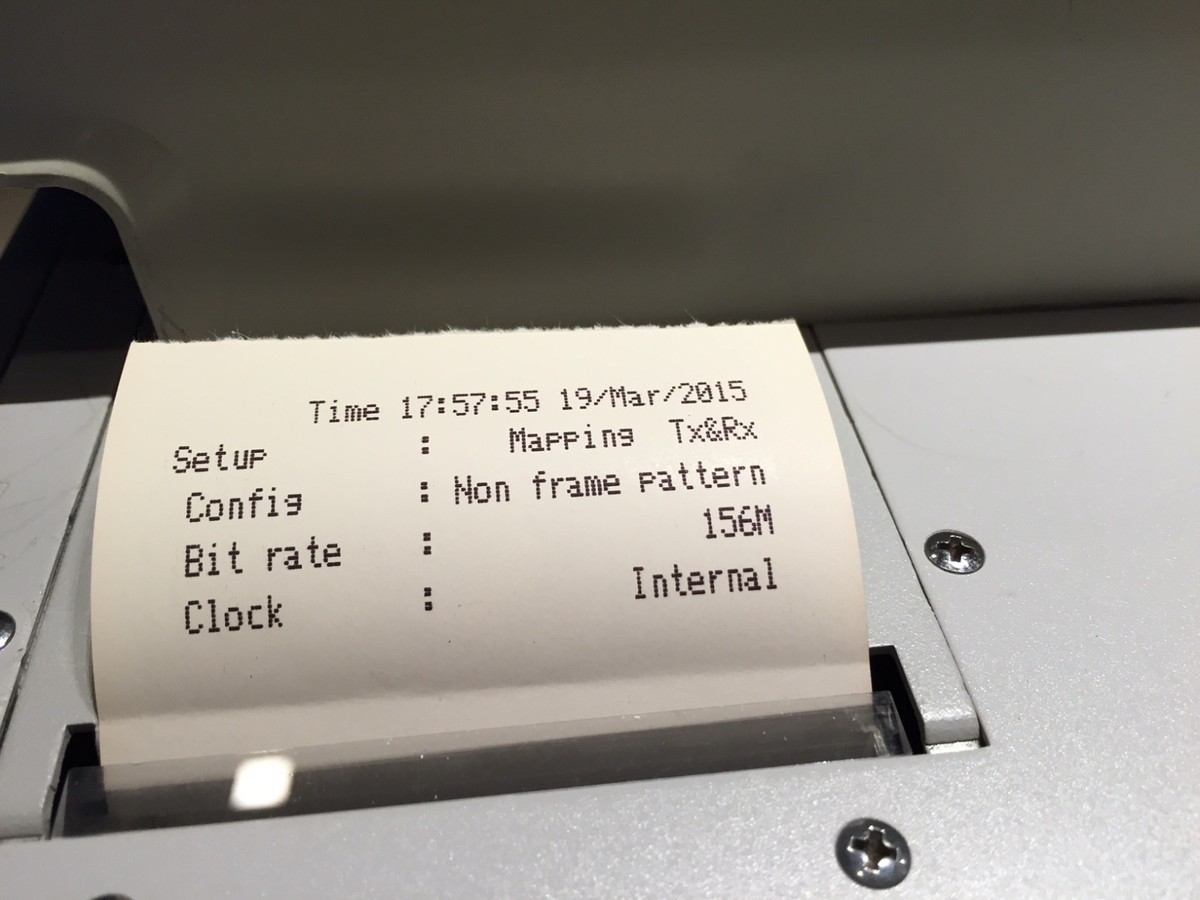 Time 17:57:55 19/Mar/2015
Setup : Mapping Tx&Rx
Config : Non frame pattern
Bit rate : 156M
Clock : Internal